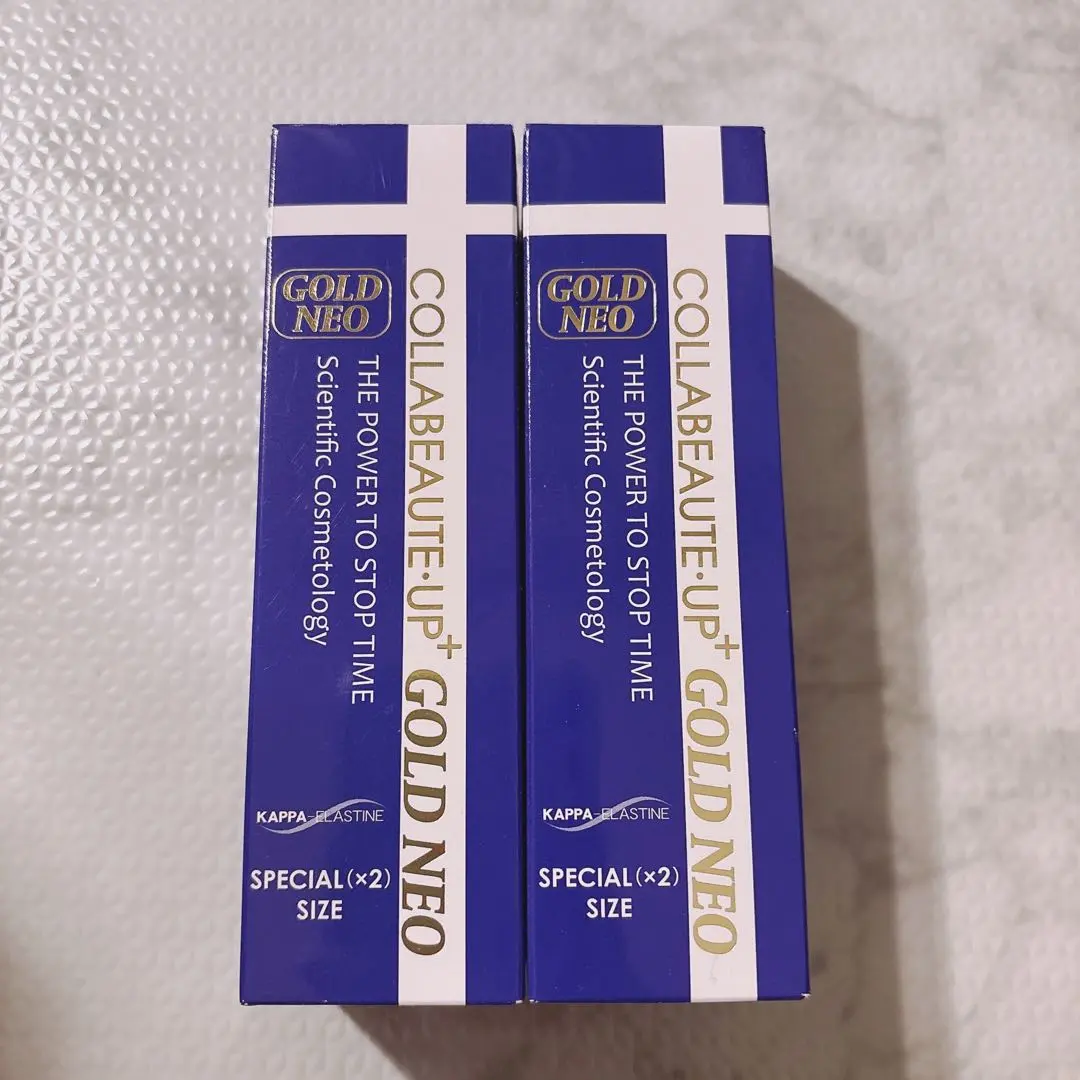 GOLD
NEO
COLLABEAUTE·UP+ GOLD NEO
THE POWER TO STOP TIME
Scientific Cosmetology
KAPPA-ELASTINE
SPECIAL(×2)
SIZE
GOLD
NEO
COLLABEAUTE·UP+ GOLD NEO
THE POWER TO STOP TIME
Scientific Cosmetology
KAPPA-ELASTINE
SPECIAL(×2)
SIZE